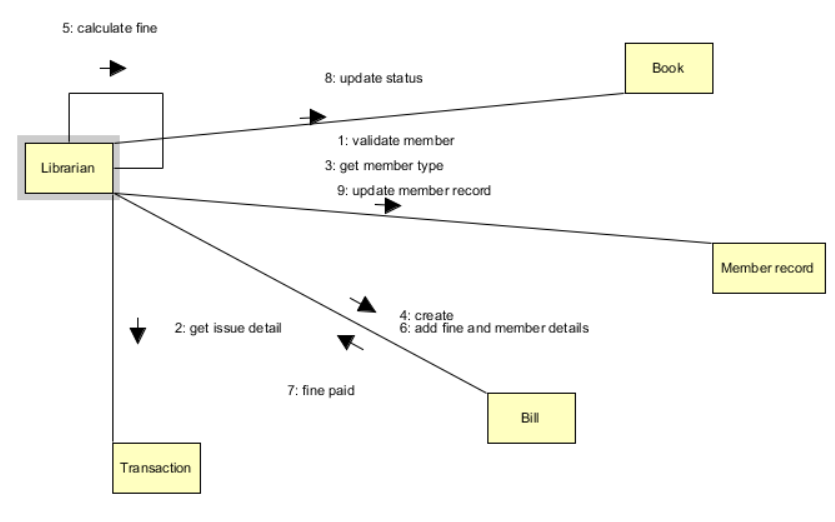 5: calculate fine
8: update status
Book
1: validate member
3: get member type
9: update member record
Librarian
Member record
4: create
6: add fine and member details
2: get issue detail
7: fine paid
Bill
Transaction